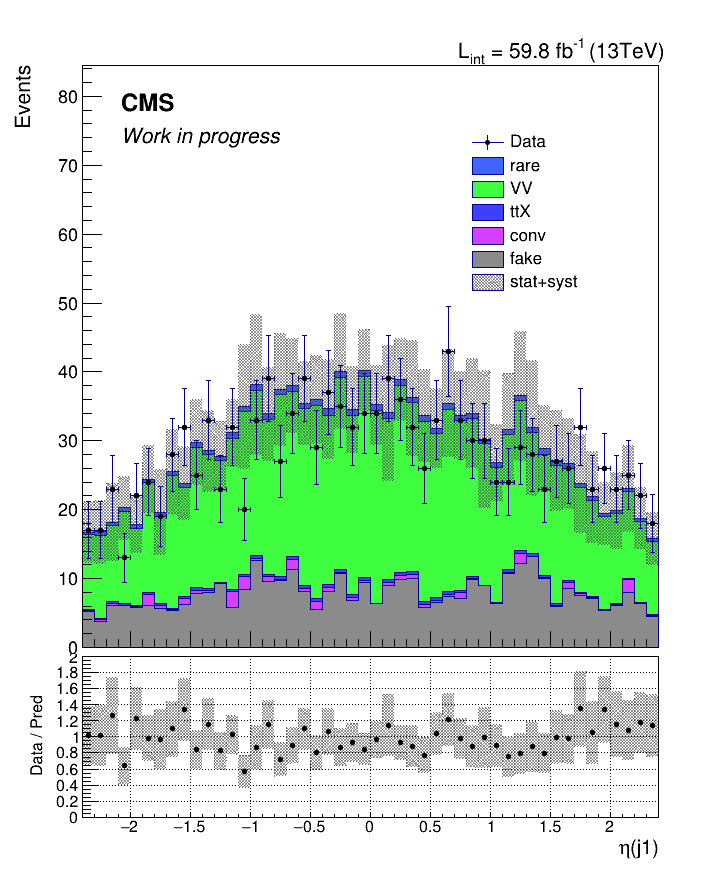 L_int = 59.8 fb^-1 (13TeV)
Events
CMS
Work in progress
Data
rare
VV
ttX
conv
fake
stat+syst
80
70
60
50
40
30
20
10
0
Data / Pred
2
1.8
1.6
1.4
1.2
1
0.8
0.6
0.4
0.2
0
−2 −1.5 −1 −0.5 0 0.5 1 1.5 2
η(j1)